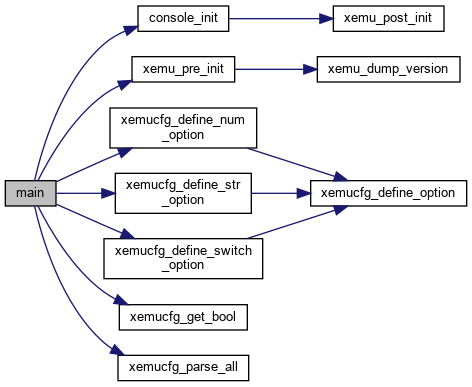 console_init
xemu_post_init
xemu_pre_init
xemu_dump_version
xemucfg_define_num
_option
main
xemucfg_define_str
_option
xemucfg_define_option
xemucfg_define_switch
_option
xemucfg_get_bool
xemucfg_parse_all